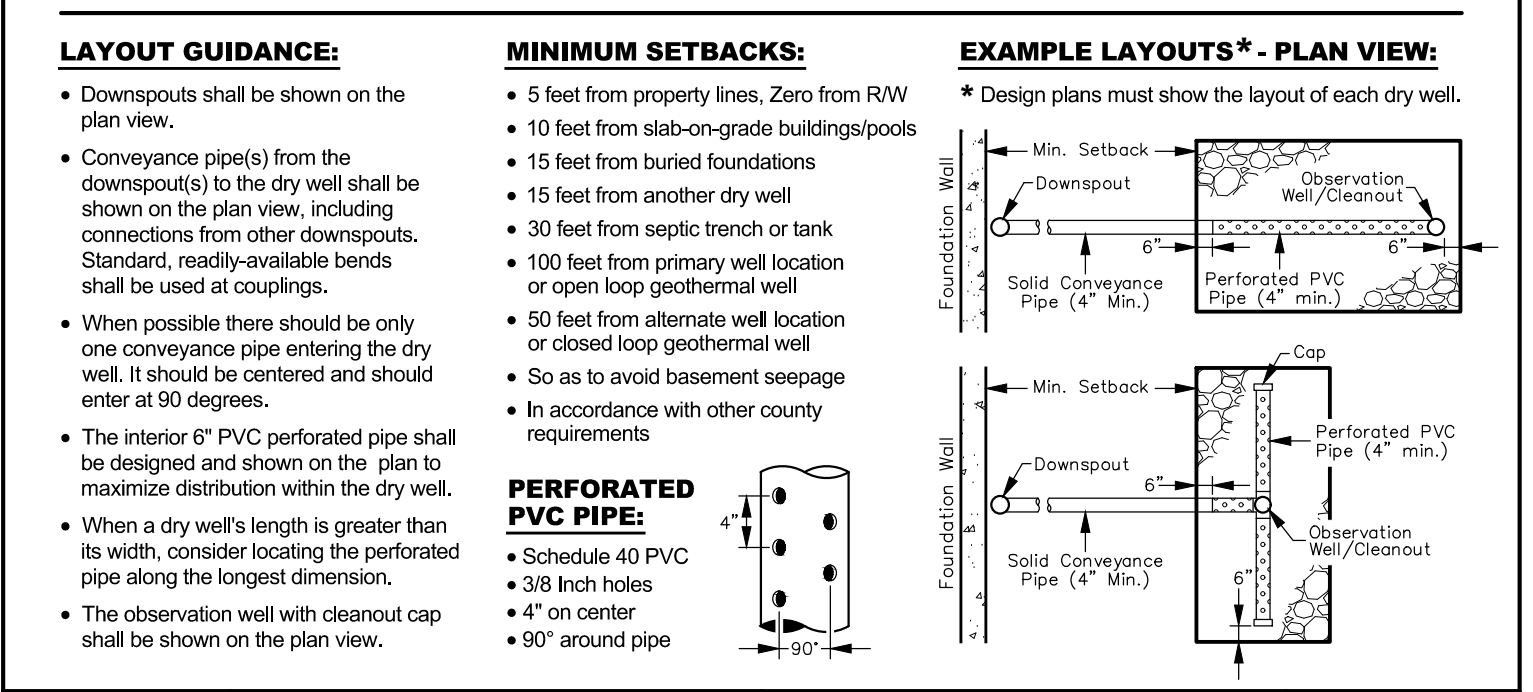 LAYOUT GUIDANCE:
• Downspouts shall be shown on the
plan view.
• Conveyance pipe(s) from the
downspout(s) to the dry well shall be
shown on the plan view, including
connections from other downspouts.
Standard, readily-available bends
shall be used at couplings.
• When possible there should be only
one conveyance pipe entering the dry
well. It should be centered and should
enter at 90 degrees.
• The interior 6" PVC perforated pipe shall
be designed and shown on the plan to
maximize distribution within the dry well.
• When a dry well's length is greater than
its width, consider locating the perforated
pipe along the longest dimension.
• The observation well with cleanout cap
shall be shown on the plan view.
MINIMUM SETBACKS:
• 5 feet from property lines, Zero from R/W
• 10 feet from slab-on-grade buildings/pools
• 15 feet from buried foundations
• 15 feet from another dry well
• 30 feet from septic trench or tank
• 100 feet from primary well location
or open loop geothermal well
• 50 feet from alternate well location
or closed loop geothermal well
• So as to avoid basement seepage
• In accordance with other county
requirements
PERFORATED
PVC PIPE:
• Schedule 40 PVC
• 3/8 Inch holes
• 4" on center
• 90° around pipe
4"
90°
EXAMPLE LAYOUTS* - PLAN VIEW:
* Design plans must show the layout of each dry well.
Foundation Wall
Min. Setback
Downspout
Observation
Well/Cleanout
6"
6"
Solid Conveyance
Pipe (4" Min.)
Perforated PVC
Pipe (4" min.)
Cap
Foundation Wall
Min. Setback
Perforated PVC
Pipe (4" min.)
Downspout
6"
Observation
Well/Cleanout
Solid Conveyance
Pipe (4" Min.)
6"